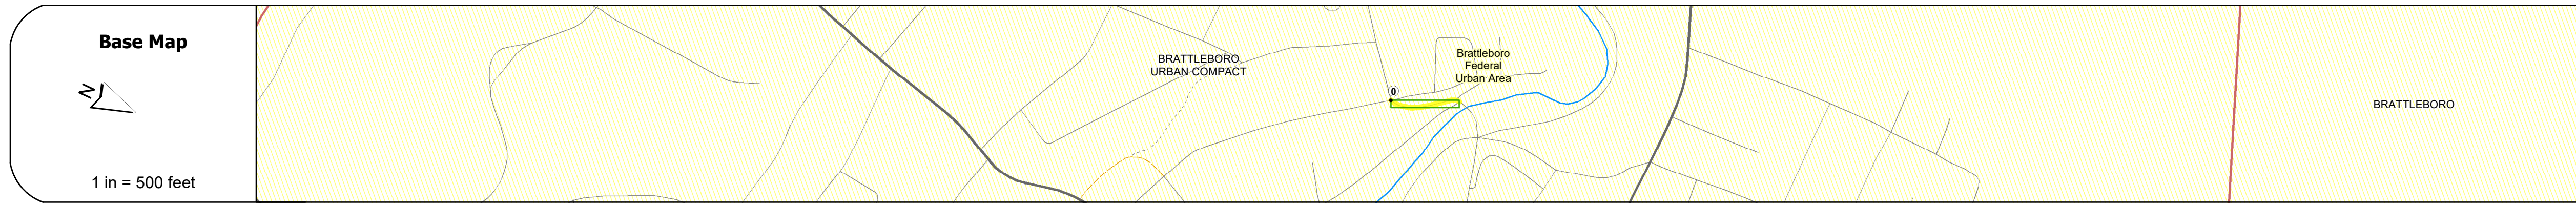 Base Map
N
1 in = 500 feet
BRATTLEBORO
URBAN COMPACT
Brattleboro
Federal
Urban Area
0
BRATTLEBORO